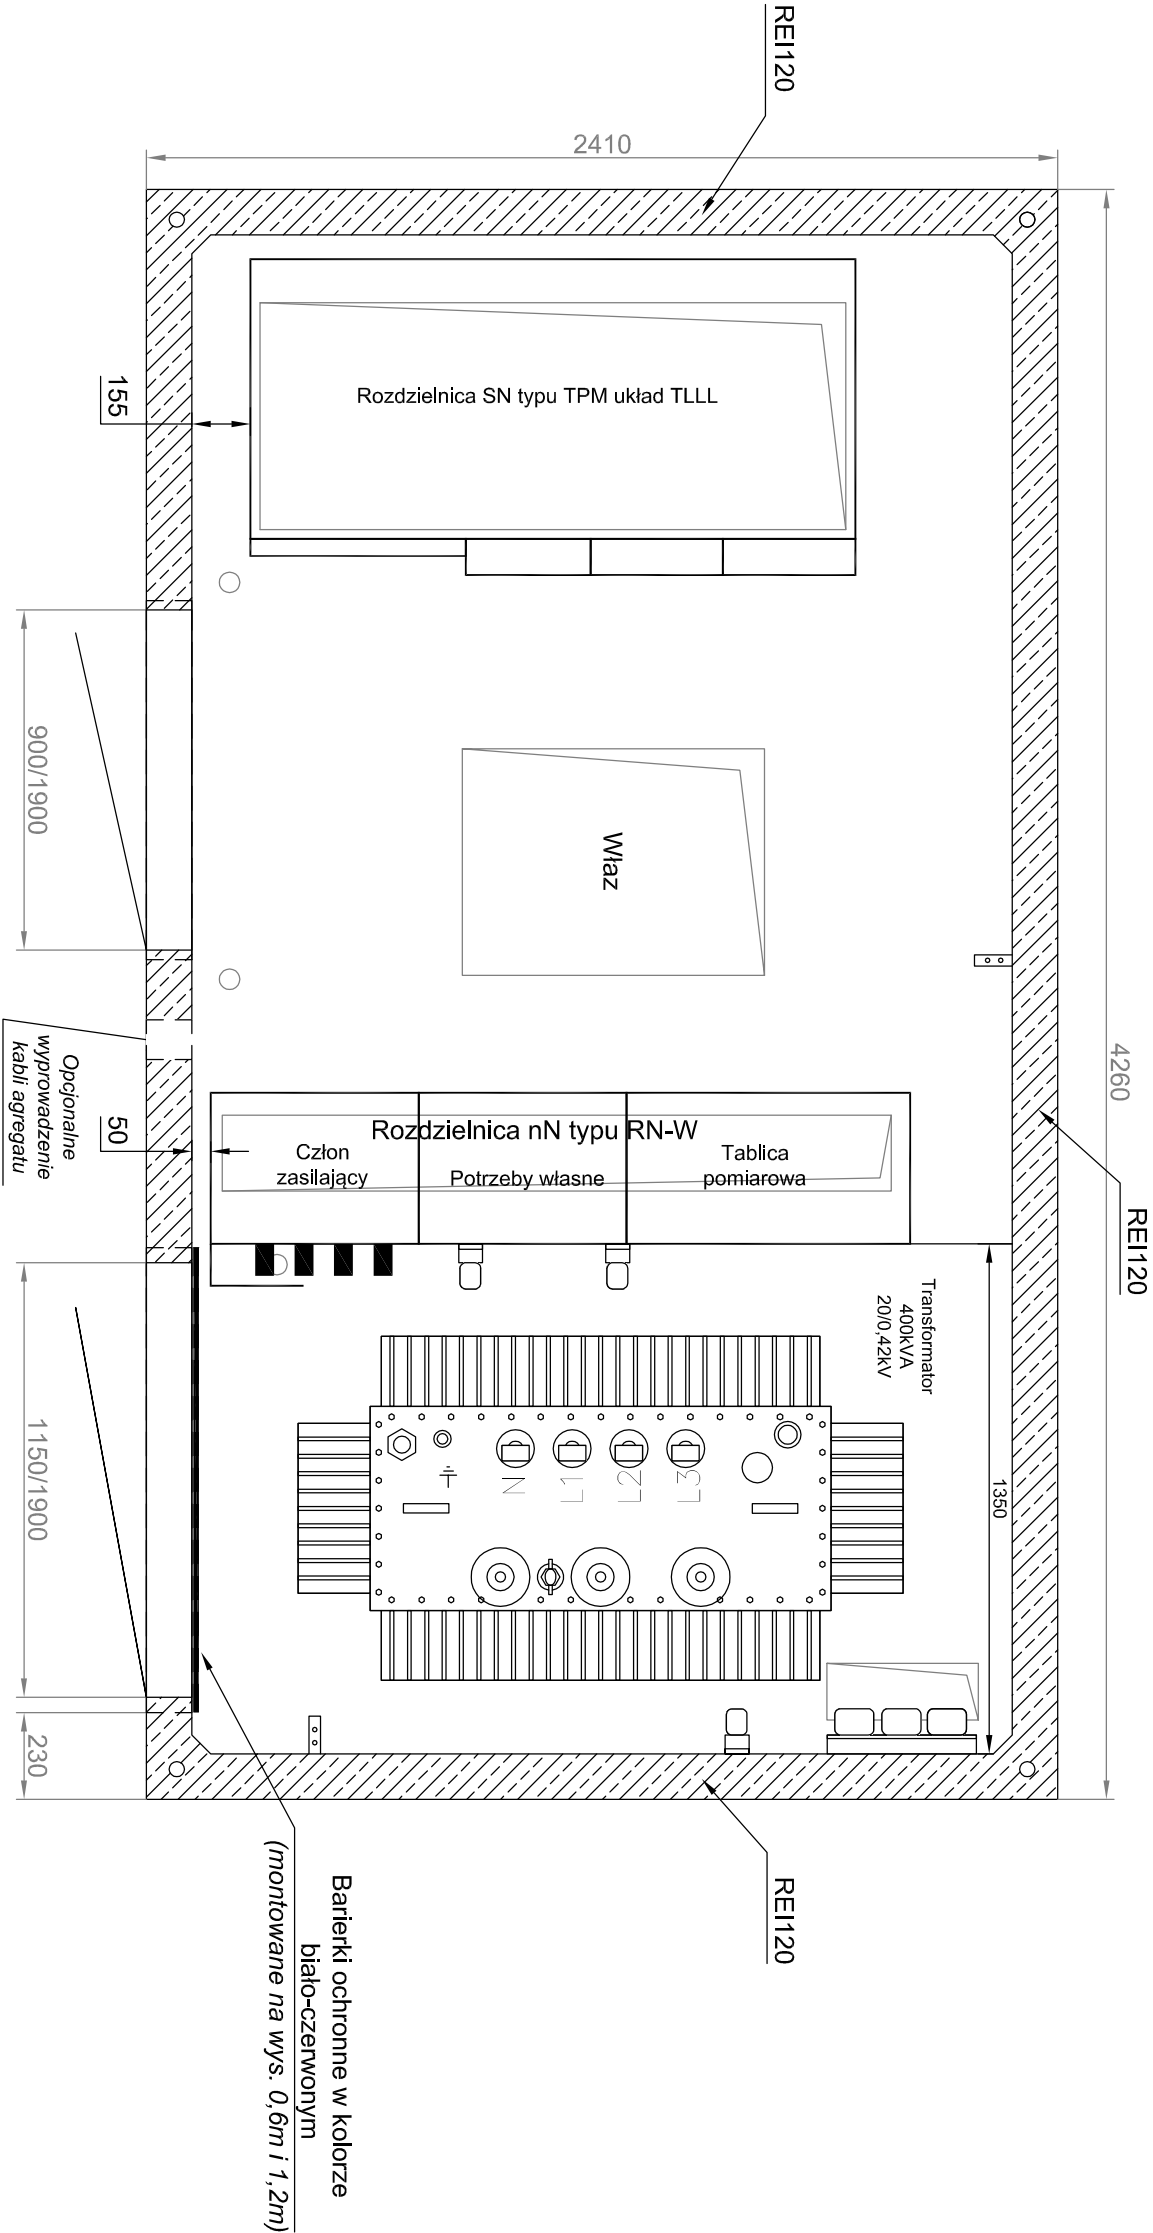 REI120
2410
Rozdzielnica SN typu TPM układ TLLL
155
900/1900
Właz
4260
REI120
Opcjonalne
wyprowadzenie
kabli agregatu
50
Rozdzielnica nN typu RN-W
Człon
zasilający
Potrzeby własne
Tablica
pomiarowa
Transformator
400kVA
20/0,42kV
1350
N
L1
L2
L3
1150/1900
230
REI120
Barierki ochronne w kolorze
biało-czerwonym
(montowane na wys. 0,6m i 1,2m)